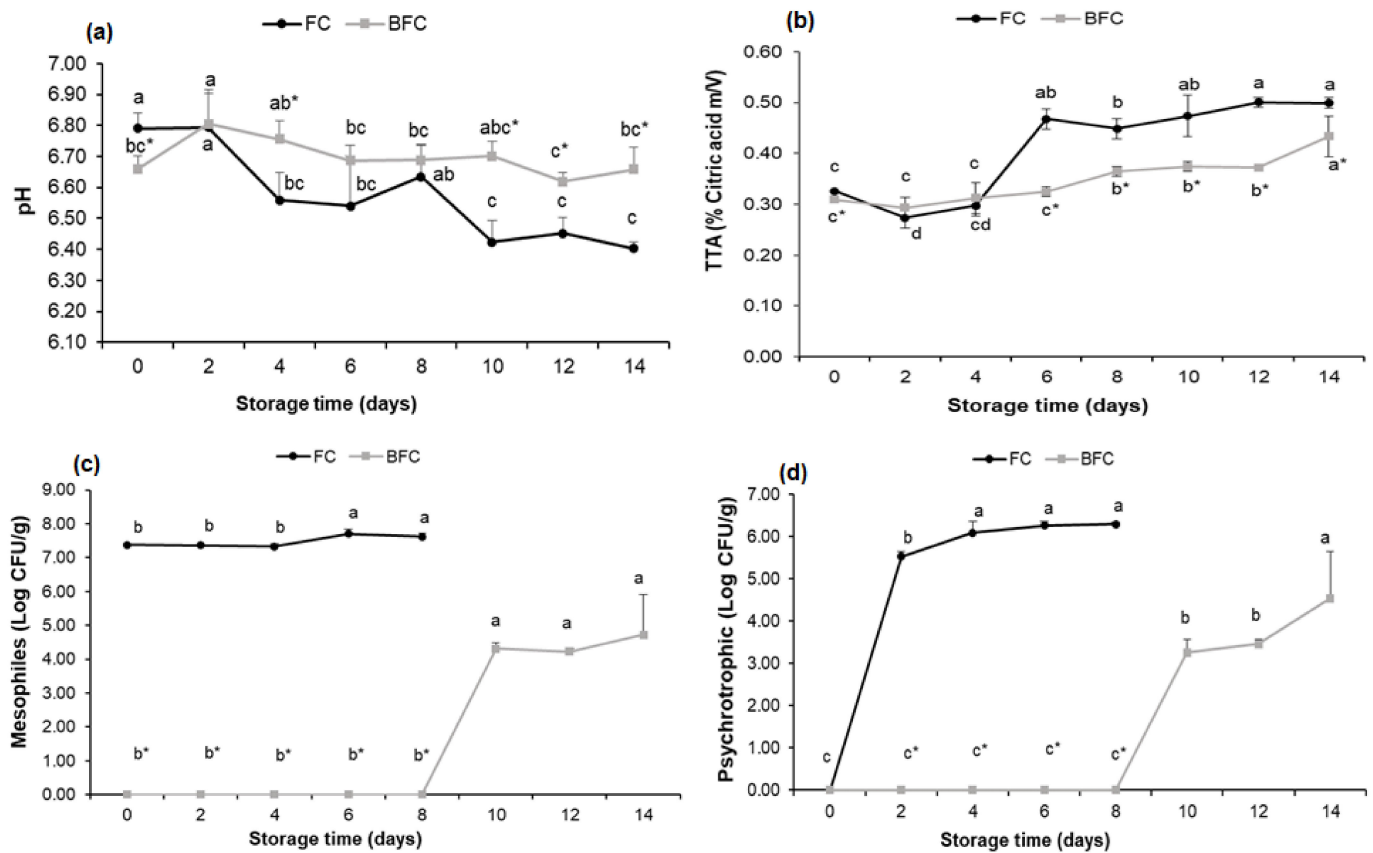 (a)
FC BFC
pH
7.00
6.90
6.80
6.70
6.60
6.50
6.40
6.30
6.20
6.10
a a ab* bc bc abc* c* bc*
bc* a bc bc ab c c c
0 2 4 6 8 10 12 14
Storage time (days)
(b)
FC BFC
TTA (% Citric acid m/V)
0.60
0.50
0.40
0.30
0.20
0.10
0.00
c c c ab b ab a a
c* d cd c* b* b* b* a*
0 2 4 6 8 10 12 14
Storage time (days)
(c)
FC BFC
Mesophiles (Log CFU/g)
9.00
8.00
7.00
6.00
5.00
4.00
3.00
2.00
1.00
0.00
b b b a a
a a a
b* b* b* b* b*
0 2 4 6 8 10 12 14
Storage time (days)
(d)
FC BFC
Psychrotrophic (Log CFU/g)
7.00
6.00
5.00
4.00
3.00
2.00
1.00
0.00
b a a a
b b a
c c* c* c* c*
0 2 4 6 8 10 12 14
Storage time (days)